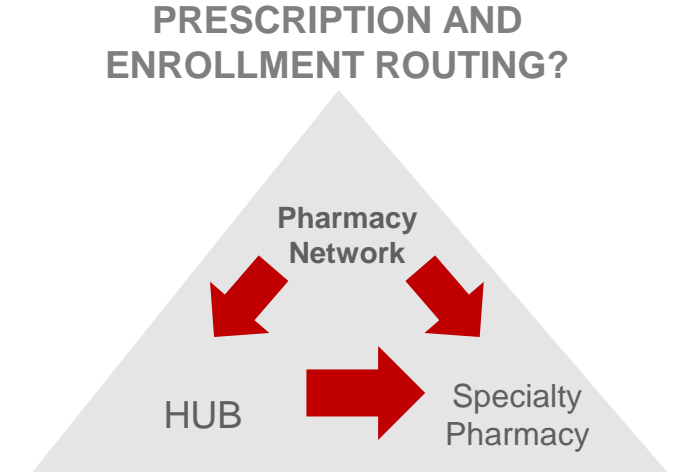 PRESCRIPTION AND
ENROLLMENT ROUTING?
Pharmacy
Network
HUB
Specialty
Pharmacy